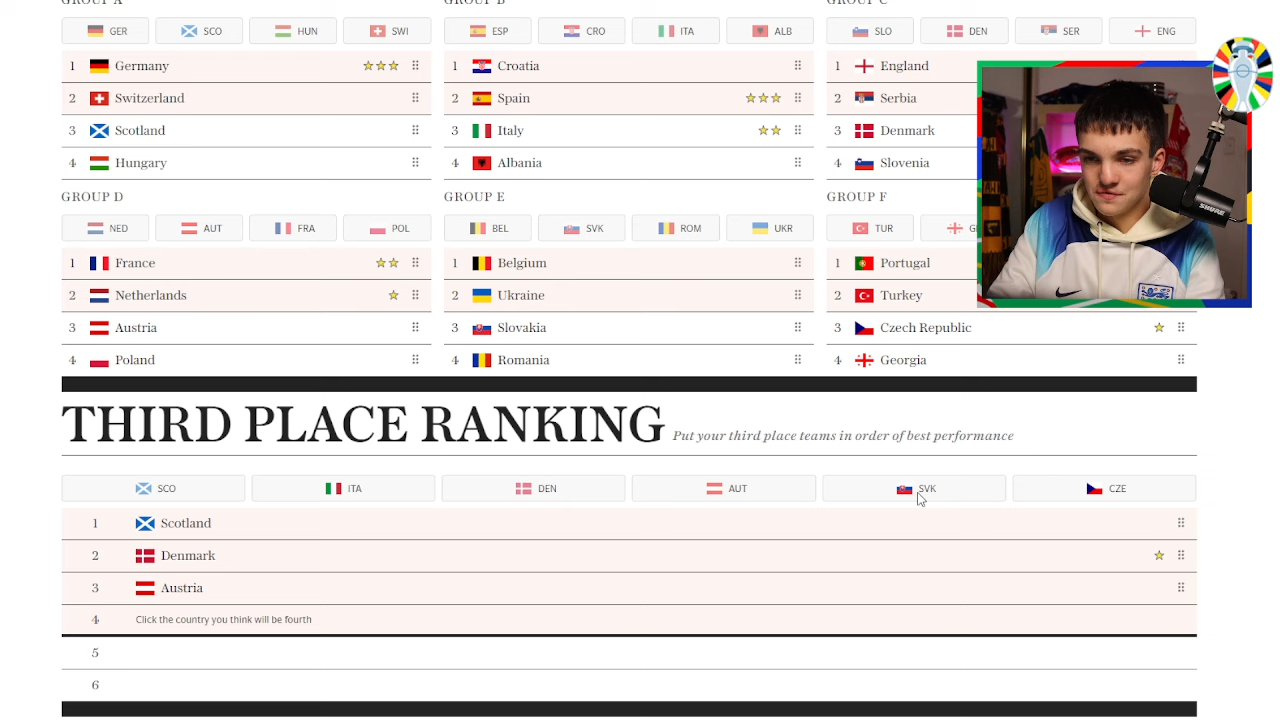 GROUP A
GROUP B
GROUP C
GER SCO HUN SWI
ESP CRO ITA ALB
SLO DEN SER ENG
1 Germany
2 Switzerland
3 Scotland
4 Hungary
1 Croatia
2 Spain
3 Italy
4 Albania
1 England
2 Serbia
3 Denmark
4 Slovenia
GROUP D
GROUP E
GROUP F
NED AUT FRA POL
BEL SVK ROM UKR
TUR
1 France
2 Netherlands
3 Austria
4 Poland
1 Belgium
2 Ukraine
3 Slovakia
4 Romania
1 Portugal
2 Turkey
3 Czech Republic
4 Georgia
SHURE
THIRD PLACE RANKING Put your third place teams in order of best performance
SCO ITA DEN AUT SVK CZE
1 Scotland
2 Denmark
3 Austria
4 Click the country you think will be fourth
5
6